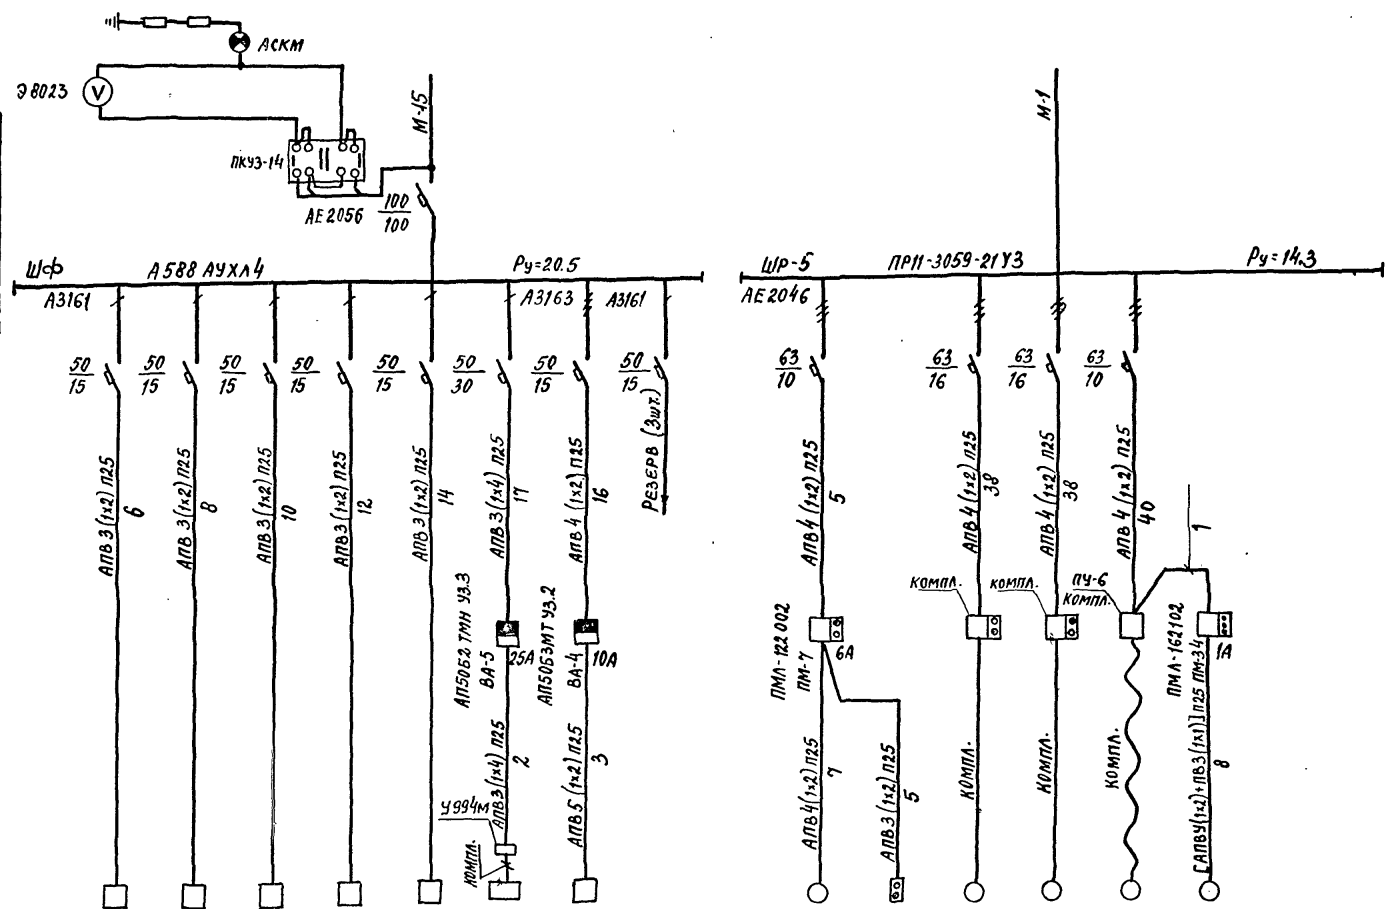 АСКМ
Э8023
V
ПКУЗ-14
М-15
АЕ2056
100
100
ШФ
А588 АУХЛ4
Ру=20.5
А3161
А3163
А3161
50
15
50
15
50
15
50
15
50
15
50
30
50
15
50
15
АПВ 3 (1х2) П25
6
АПВ 3 (1х2) П25
8
АПВ 3 (1х2) П25
10
АПВ 3 (1х2) П25
12
АПВ 3 (1х2) П25
14
АПВ 3 (1х4) П25
17
АПВ 4 (1х2) П25
16
РЕЗЕРВ (3шт.)
АП50Б2 ТМН У3.3
ВА-5
25А
АП50Б3МТ У3.2
ВА-4
10А
АПВ 3 (1х4) П25
2
АПВ 5 (1х2) П25
3
У994М
КОМПЛ.
М-1
ШР-5
ПР11-3059-21У3
Ру=14.3
АЕ2046
63
10
63
16
63
16
63
10
АПВ 4 (1х2) П25
5
АПВ 4 (1х2) П25
38
АПВ 4 (1х2) П25
38
АПВ 4 (1х2) П25
40
1
КОМПЛ.
КОМПЛ.
ПУ-6
КОМПЛ.
ПМЛ-122 002
ПМ-7
6А
ПМЛ-162102
ПМ-34
1А
АПВ 4 (1х2) П25
7
АПВ 3 (1х2) П25
5
КОМПЛ.
КОМПЛ.
КОМПЛ.
[АПВУ(1х2)+ПВ3(1х1)] П25
8